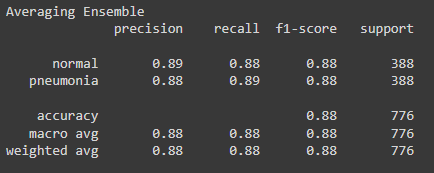 Averaging Ensemble
precision recall f1-score support
normal 0.89 0.88 0.88 388
pneumonia 0.88 0.89 0.88 388
accuracy 0.88 776
macro avg 0.88 0.88 0.88 776
weighted avg 0.88 0.88 0.88 776